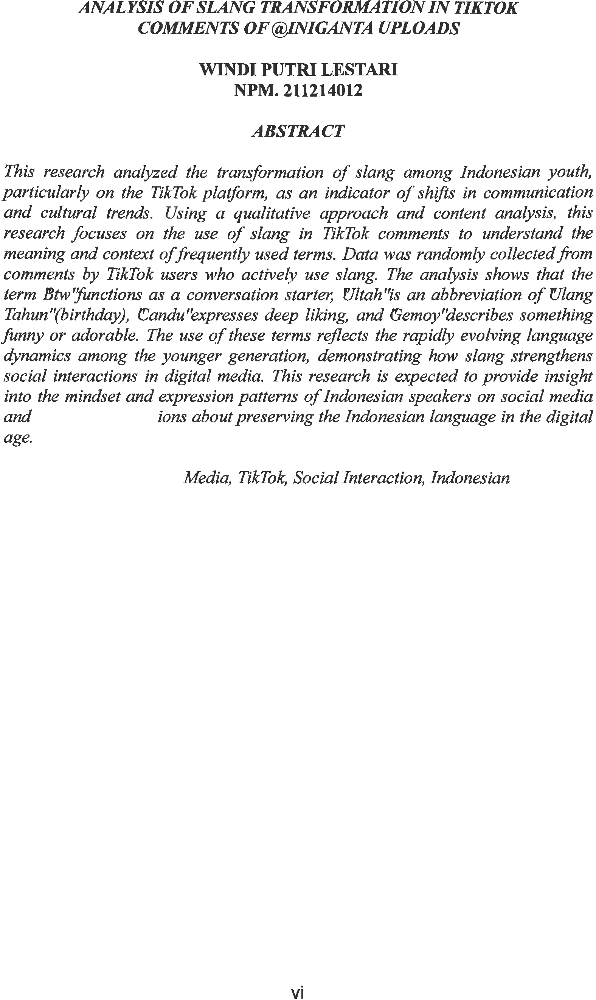 ANALYSIS OF SLANG TRANSFORMATION IN TIKTOK
COMMENTS OF @INIGANTA UPLOADS
WINDI PUTRI LESTARI
NPM. 211214012
ABSTRACT
This research analyzed the transformation of slang among Indonesian youth,
particularly on the TikTok platform, as an indicator of shifts in communication
and cultural trends. Using a qualitative approach and content analysis, this
research focuses on the use of slang in TikTok comments to understand the
meaning and context of frequently used terms. Data was randomly collected from
comments by TikTok users who actively use slang. The analysis shows that the
term "Btw"functions as a conversation starter, "Ultah"is an abbreviation of "Ulang
Tahun"(birthday), "Candu"expresses deep liking, and "Gemoy"describes something
funny or adorable. The use of these terms reflects the rapidly evolving language
dynamics among the younger generation, demonstrating how slang strengthens
social interactions in digital media. This research is expected to provide insight
into the mindset and expression patterns of Indonesian speakers on social media
and ions about preserving the Indonesian language in the digital
age.
Media, TikTok, Social Interaction, Indonesian
vi